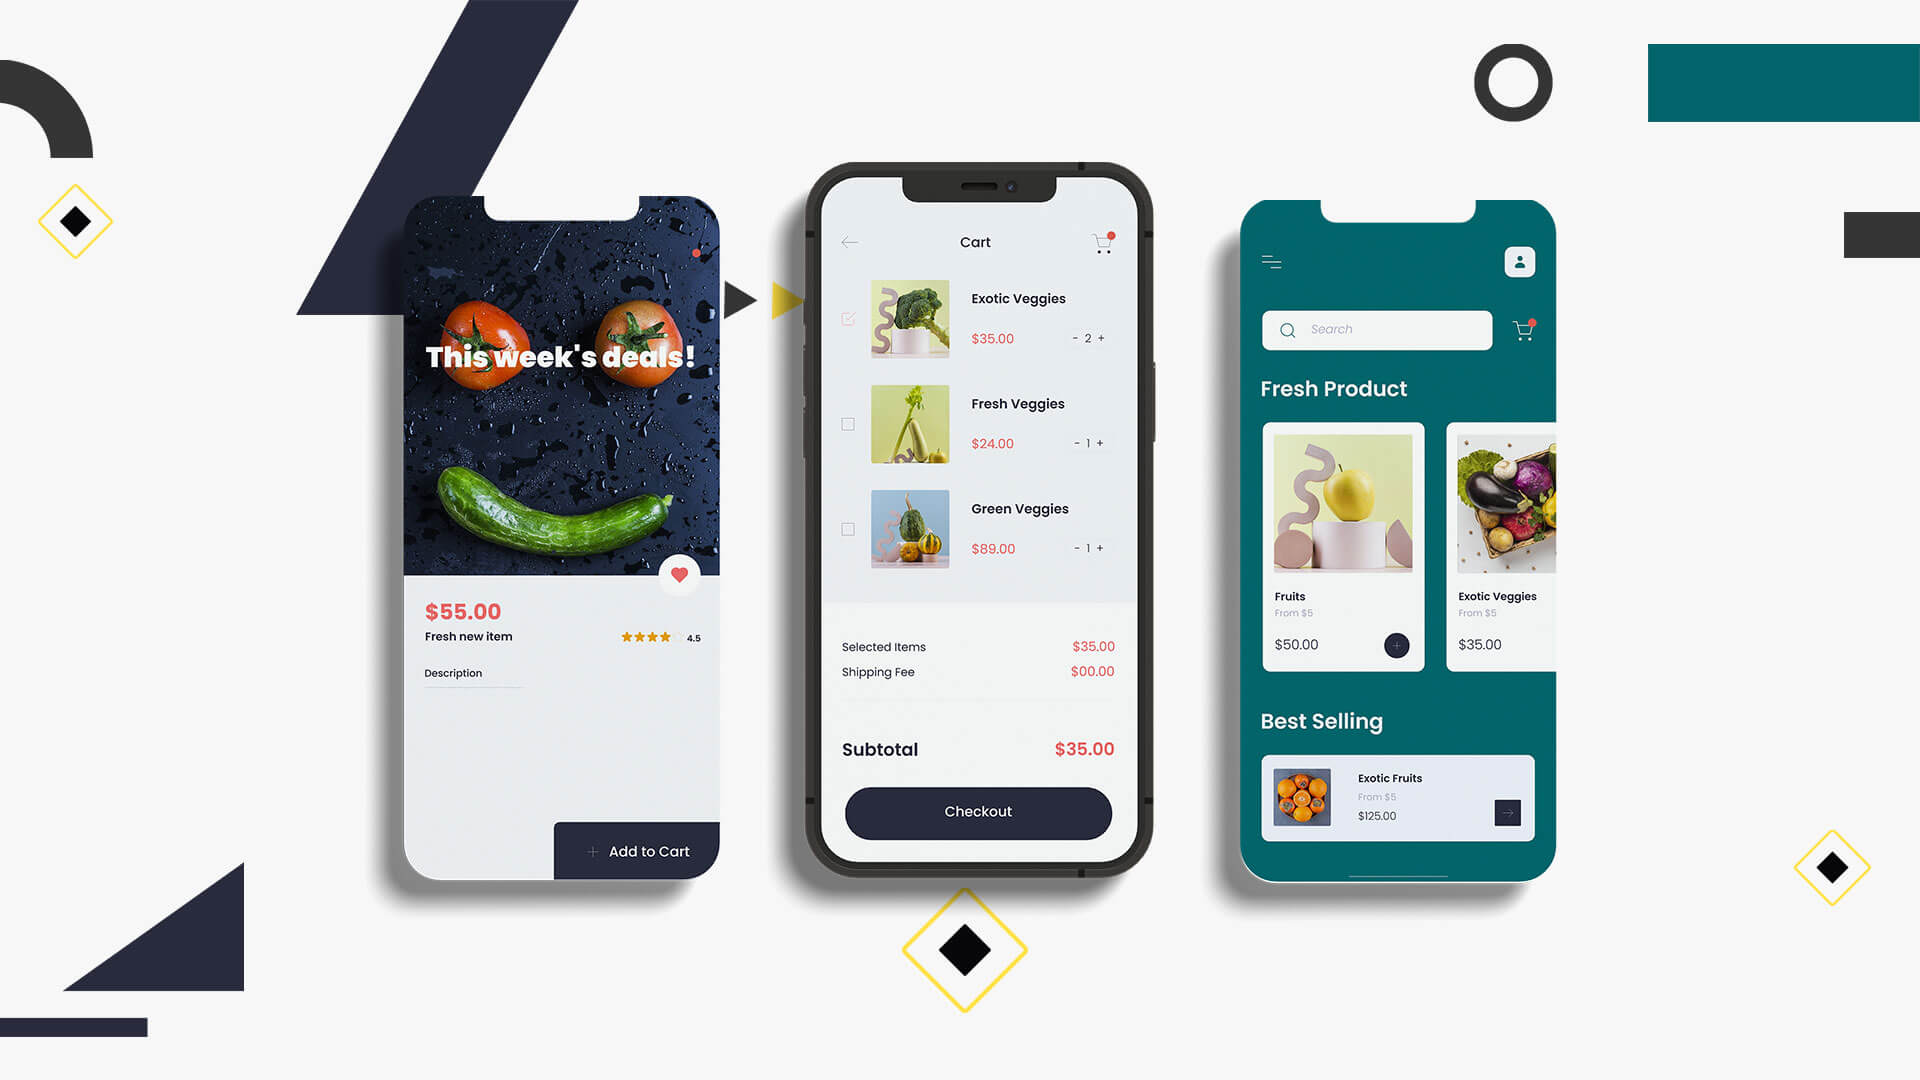 This week's deals!
$55.00
Fresh new item
4.5
Description
+ Add to Cart
Cart
Exotic Veggies
$35.00
- 2 +
Fresh Veggies
$24.00
- 1 +
Green Veggies
$89.00
- 1 +
Selected Items
$35.00
Shipping Fee
$00.00
Subtotal
$35.00
Checkout
Search
Fresh Product
Fruits
From $5
$50.00
Exotic Veggies
From $5
$35.00
Best Selling
Exotic Fruits
From $5
$125.00